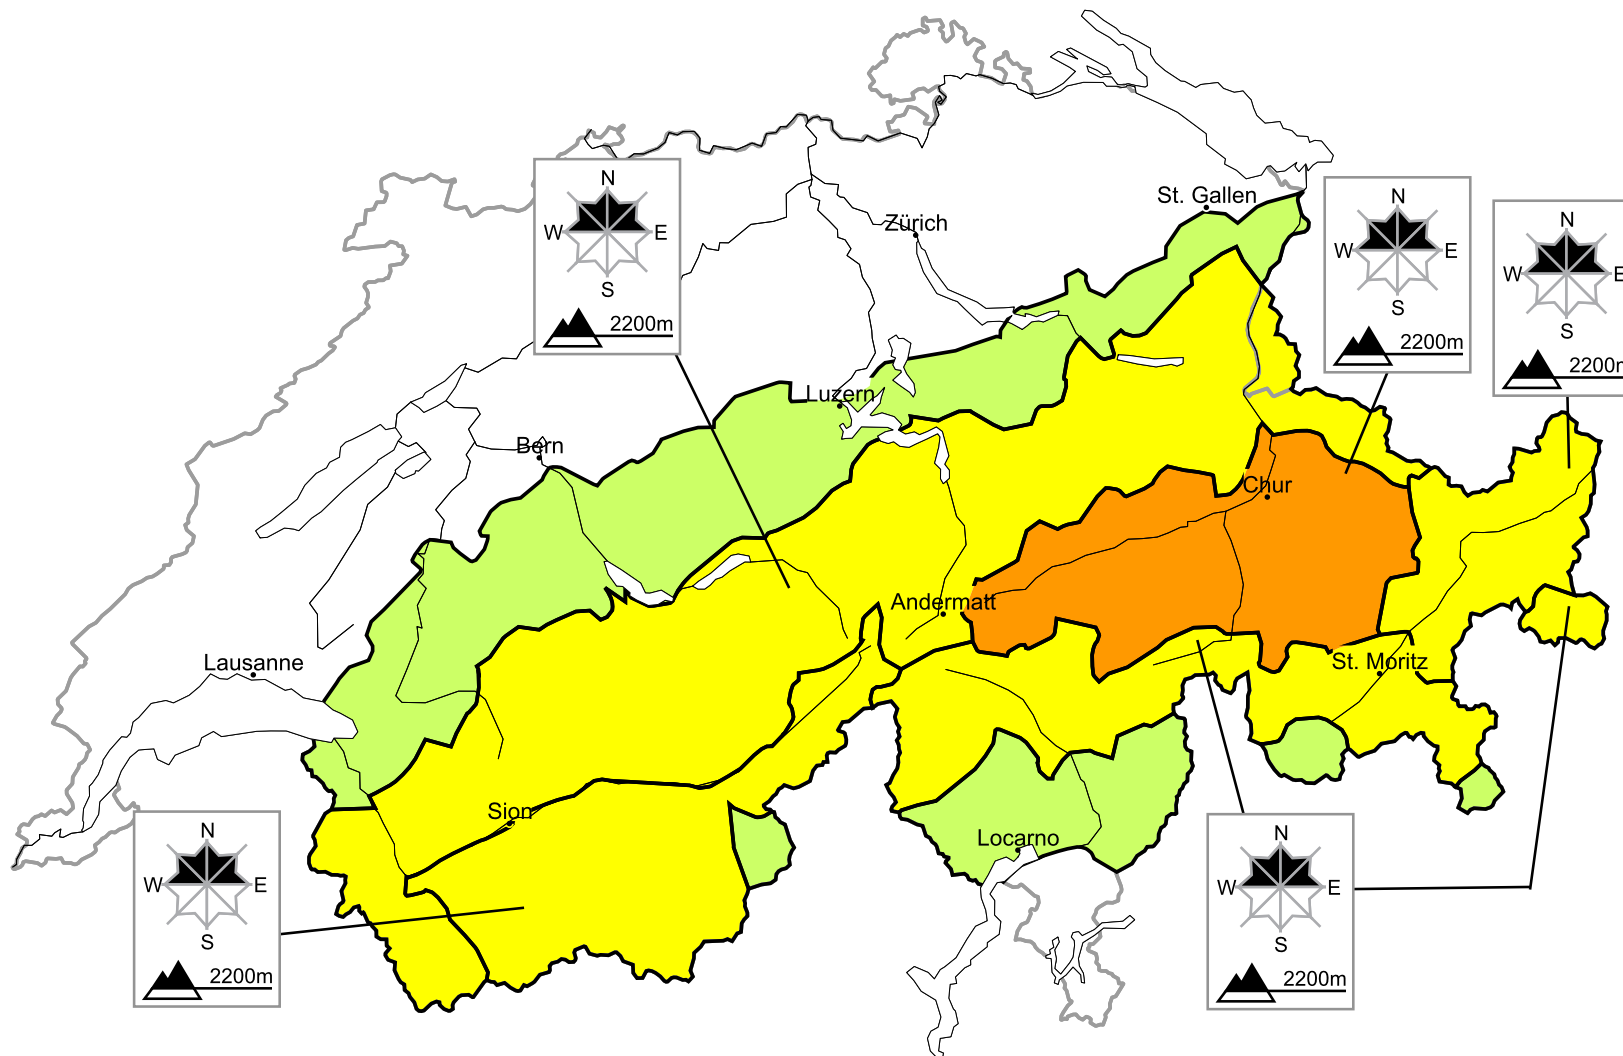 N
W E
S
2200m
St. Gallen
Zürich
N
W E
S
2200m
N
W E
S
2200m
Luzern
Bern
Chur
Andermatt
Lausanne
St. Moritz
Sion
Locarno
N
W E
S
2200m
N
W E
S
2200m